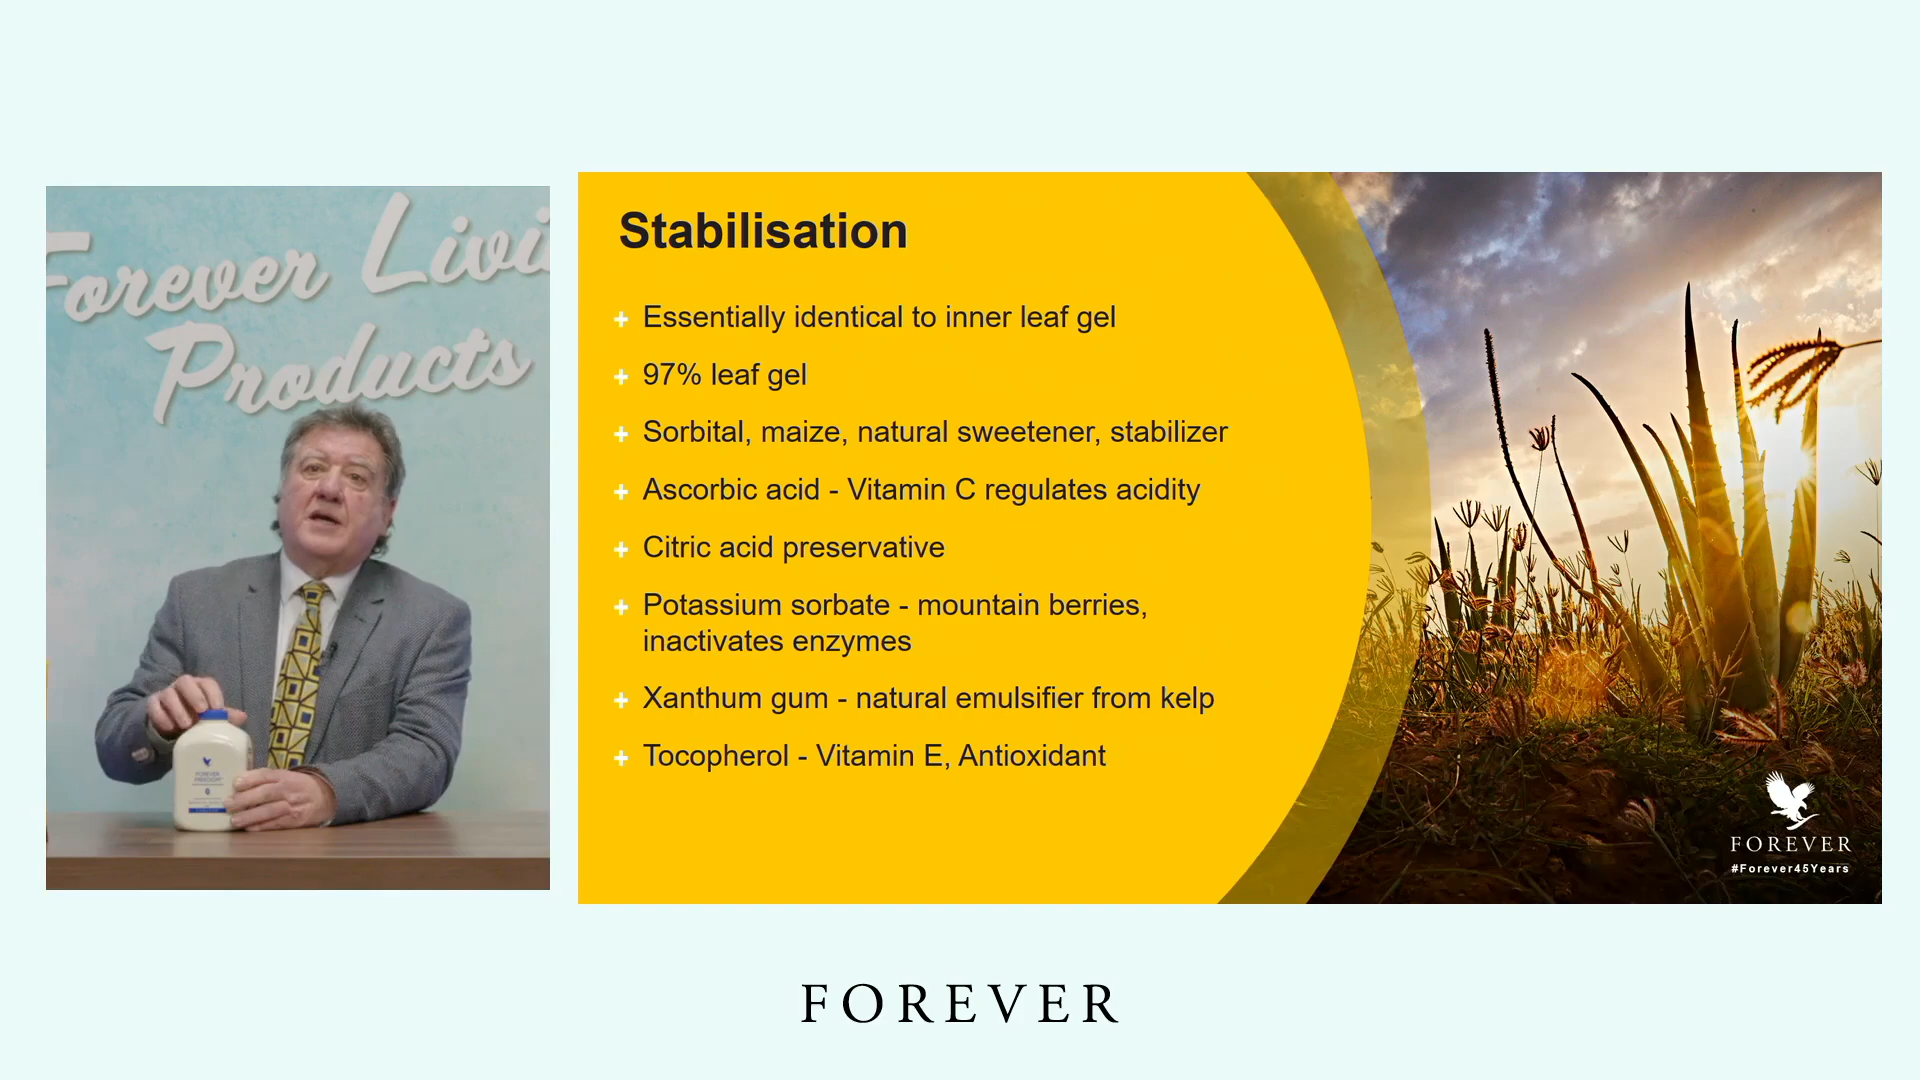 Forever Livi
Products
FOREVER
FREEDOM
Stabilisation
Essentially identical to inner leaf gel
97% leaf gel
Sorbital, maize, natural sweetener, stabilizer
Ascorbic acid - Vitamin C regulates acidity
Citric acid preservative
Potassium sorbate - mountain berries,
inactivates enzymes
Xanthum gum - natural emulsifier from kelp
Tocopherol - Vitamin E, Antioxidant
FOREVER
#Forever45Years
FOREVER